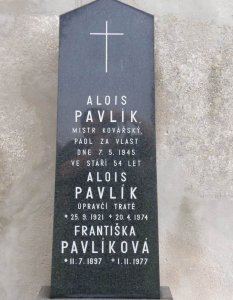 ALOIS
PAVLÍK
MISTR KOVÁŘSKÝ
PADL ZA VLAST
DNE 7. 5. 1945
VE STÁŘÍ 54 LET
ALOIS
PAVLÍK
ÚPRAVČÍ TRATĚ
* 25. 9. 1921 + 20. 4. 1974
FRANTIŠKA
PAVLÍKOVÁ
* 11. 7. 1897 + 1. 11. 1977